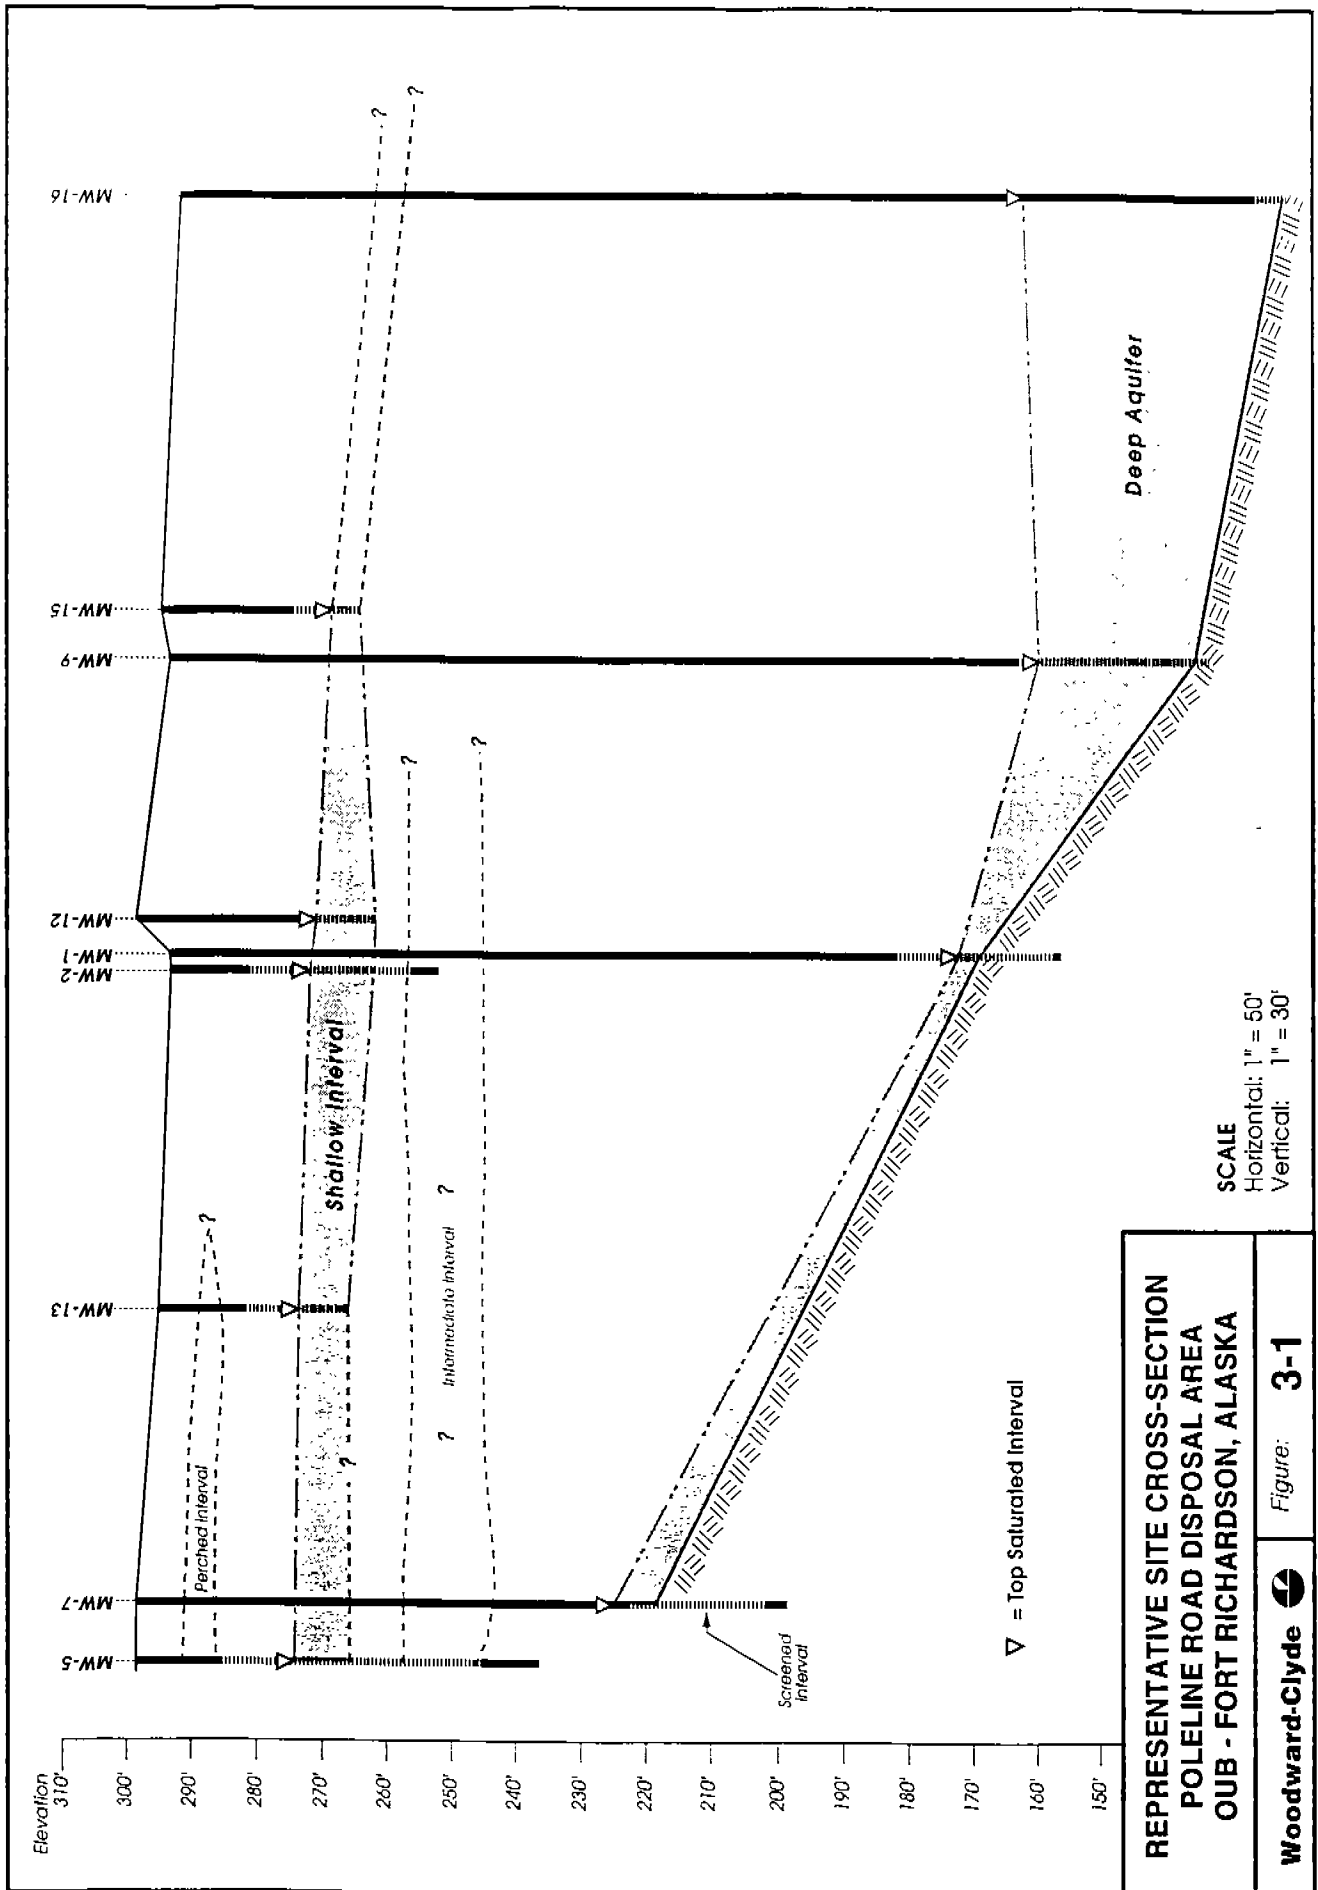 Elevation
310'
300'
290'
280'
270'
260'
250'
240'
230'
220'
210'
200'
190'
180'
170'
160'
150'
MW-5
MW-7
MW-13
MW-2
MW-1
MW-12
MW-9
MW-15
MW-16
Perched Interval
?
Shallow Interval
?
?
?
? Intermediate Interval ?
?
?
Deep Aquifer
Screened
Interval
∇ = Top Saturated Interval
SCALE
Horizontal: 1" = 50'
Vertical: 1" = 30'
REPRESENTATIVE SITE CROSS-SECTION
POLELINE ROAD DISPOSAL AREA
OUB - FORT RICHARDSON, ALASKA
Woodward-Clyde
Figure: 3-1